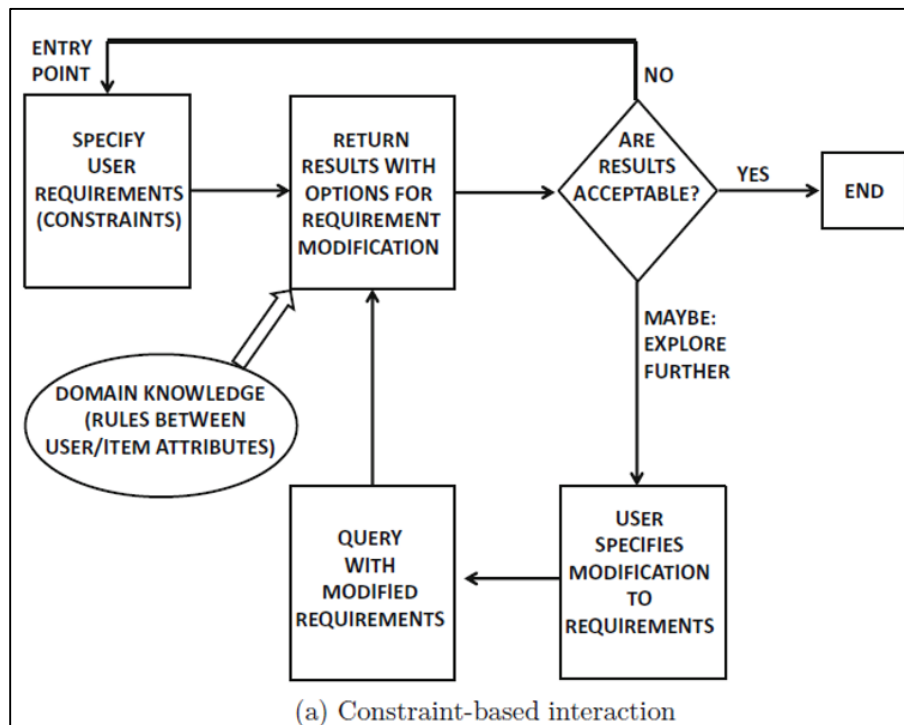 ENTRY
POINT
NO
SPECIFY
USER
REQUIREMENTS
(CONSTRAINTS)
RETURN
RESULTS WITH
OPTIONS FOR
REQUIREMENT
MODIFICATION
ARE
RESULTS
ACCEPTABLE?
YES
END
MAYBE:
EXPLORE
FURTHER
DOMAIN KNOWLEDGE
(RULES BETWEEN
USER/ITEM ATTRIBUTES)
QUERY
WITH
MODIFIED
REQUIREMENTS
USER
SPECIFIES
MODIFICATION
TO
REQUIREMENTS
(a) Constraint-based interaction